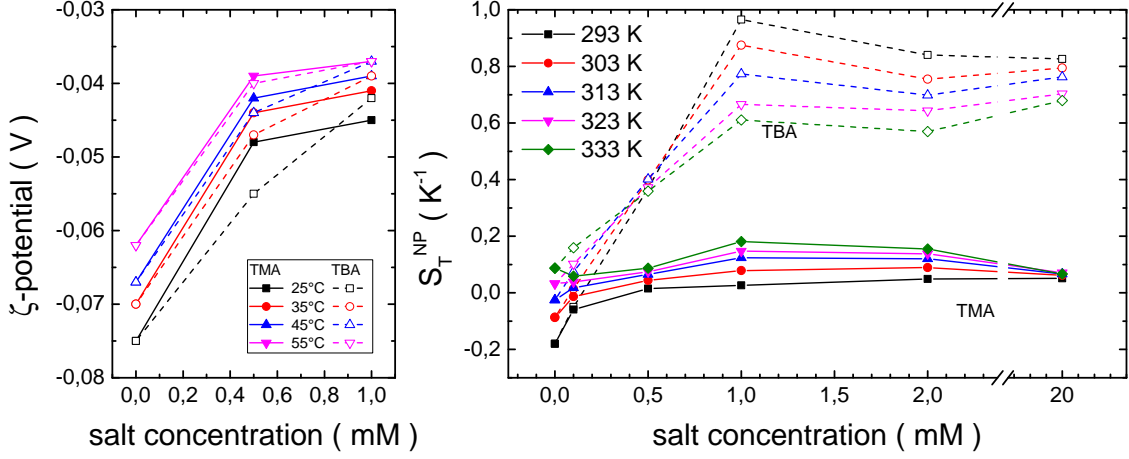 -0,03
-0,04
-0,05
-0,06
-0,07
-0,08
ζ-potential ( V )
TMA TBA
25°C
35°C
45°C
55°C
0,0 0,2 0,4 0,6 0,8 1,0
salt concentration ( mM )
1,0
0,8
0,6
0,4
0,2
0,0
-0,2
S_T^NP ( K^-1 )
293 K
303 K
313 K
323 K
333 K
TBA
TMA
0,0 0,5 1,0 2,0 20
salt concentration ( mM )